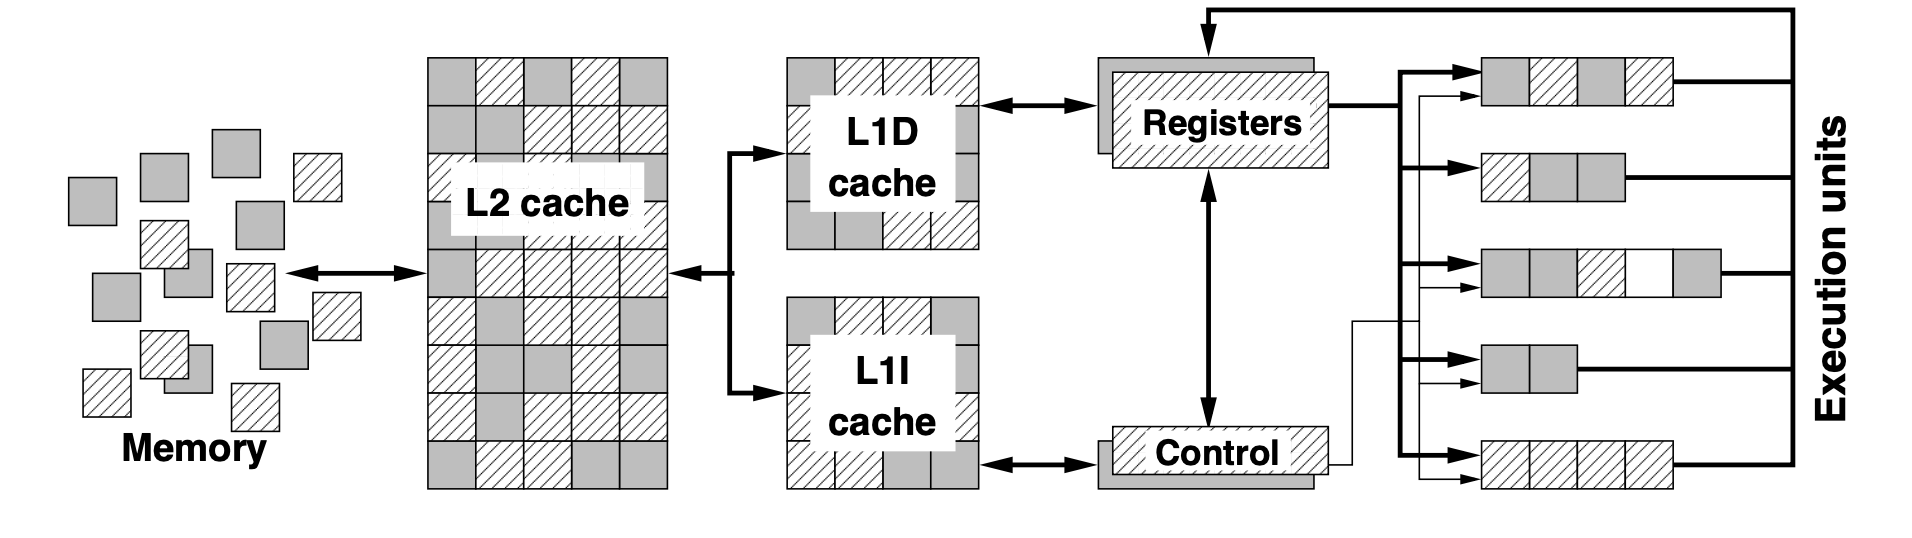 Memory
L2 cache
L1D
cache
L1I
cache
Registers
Control
Execution units